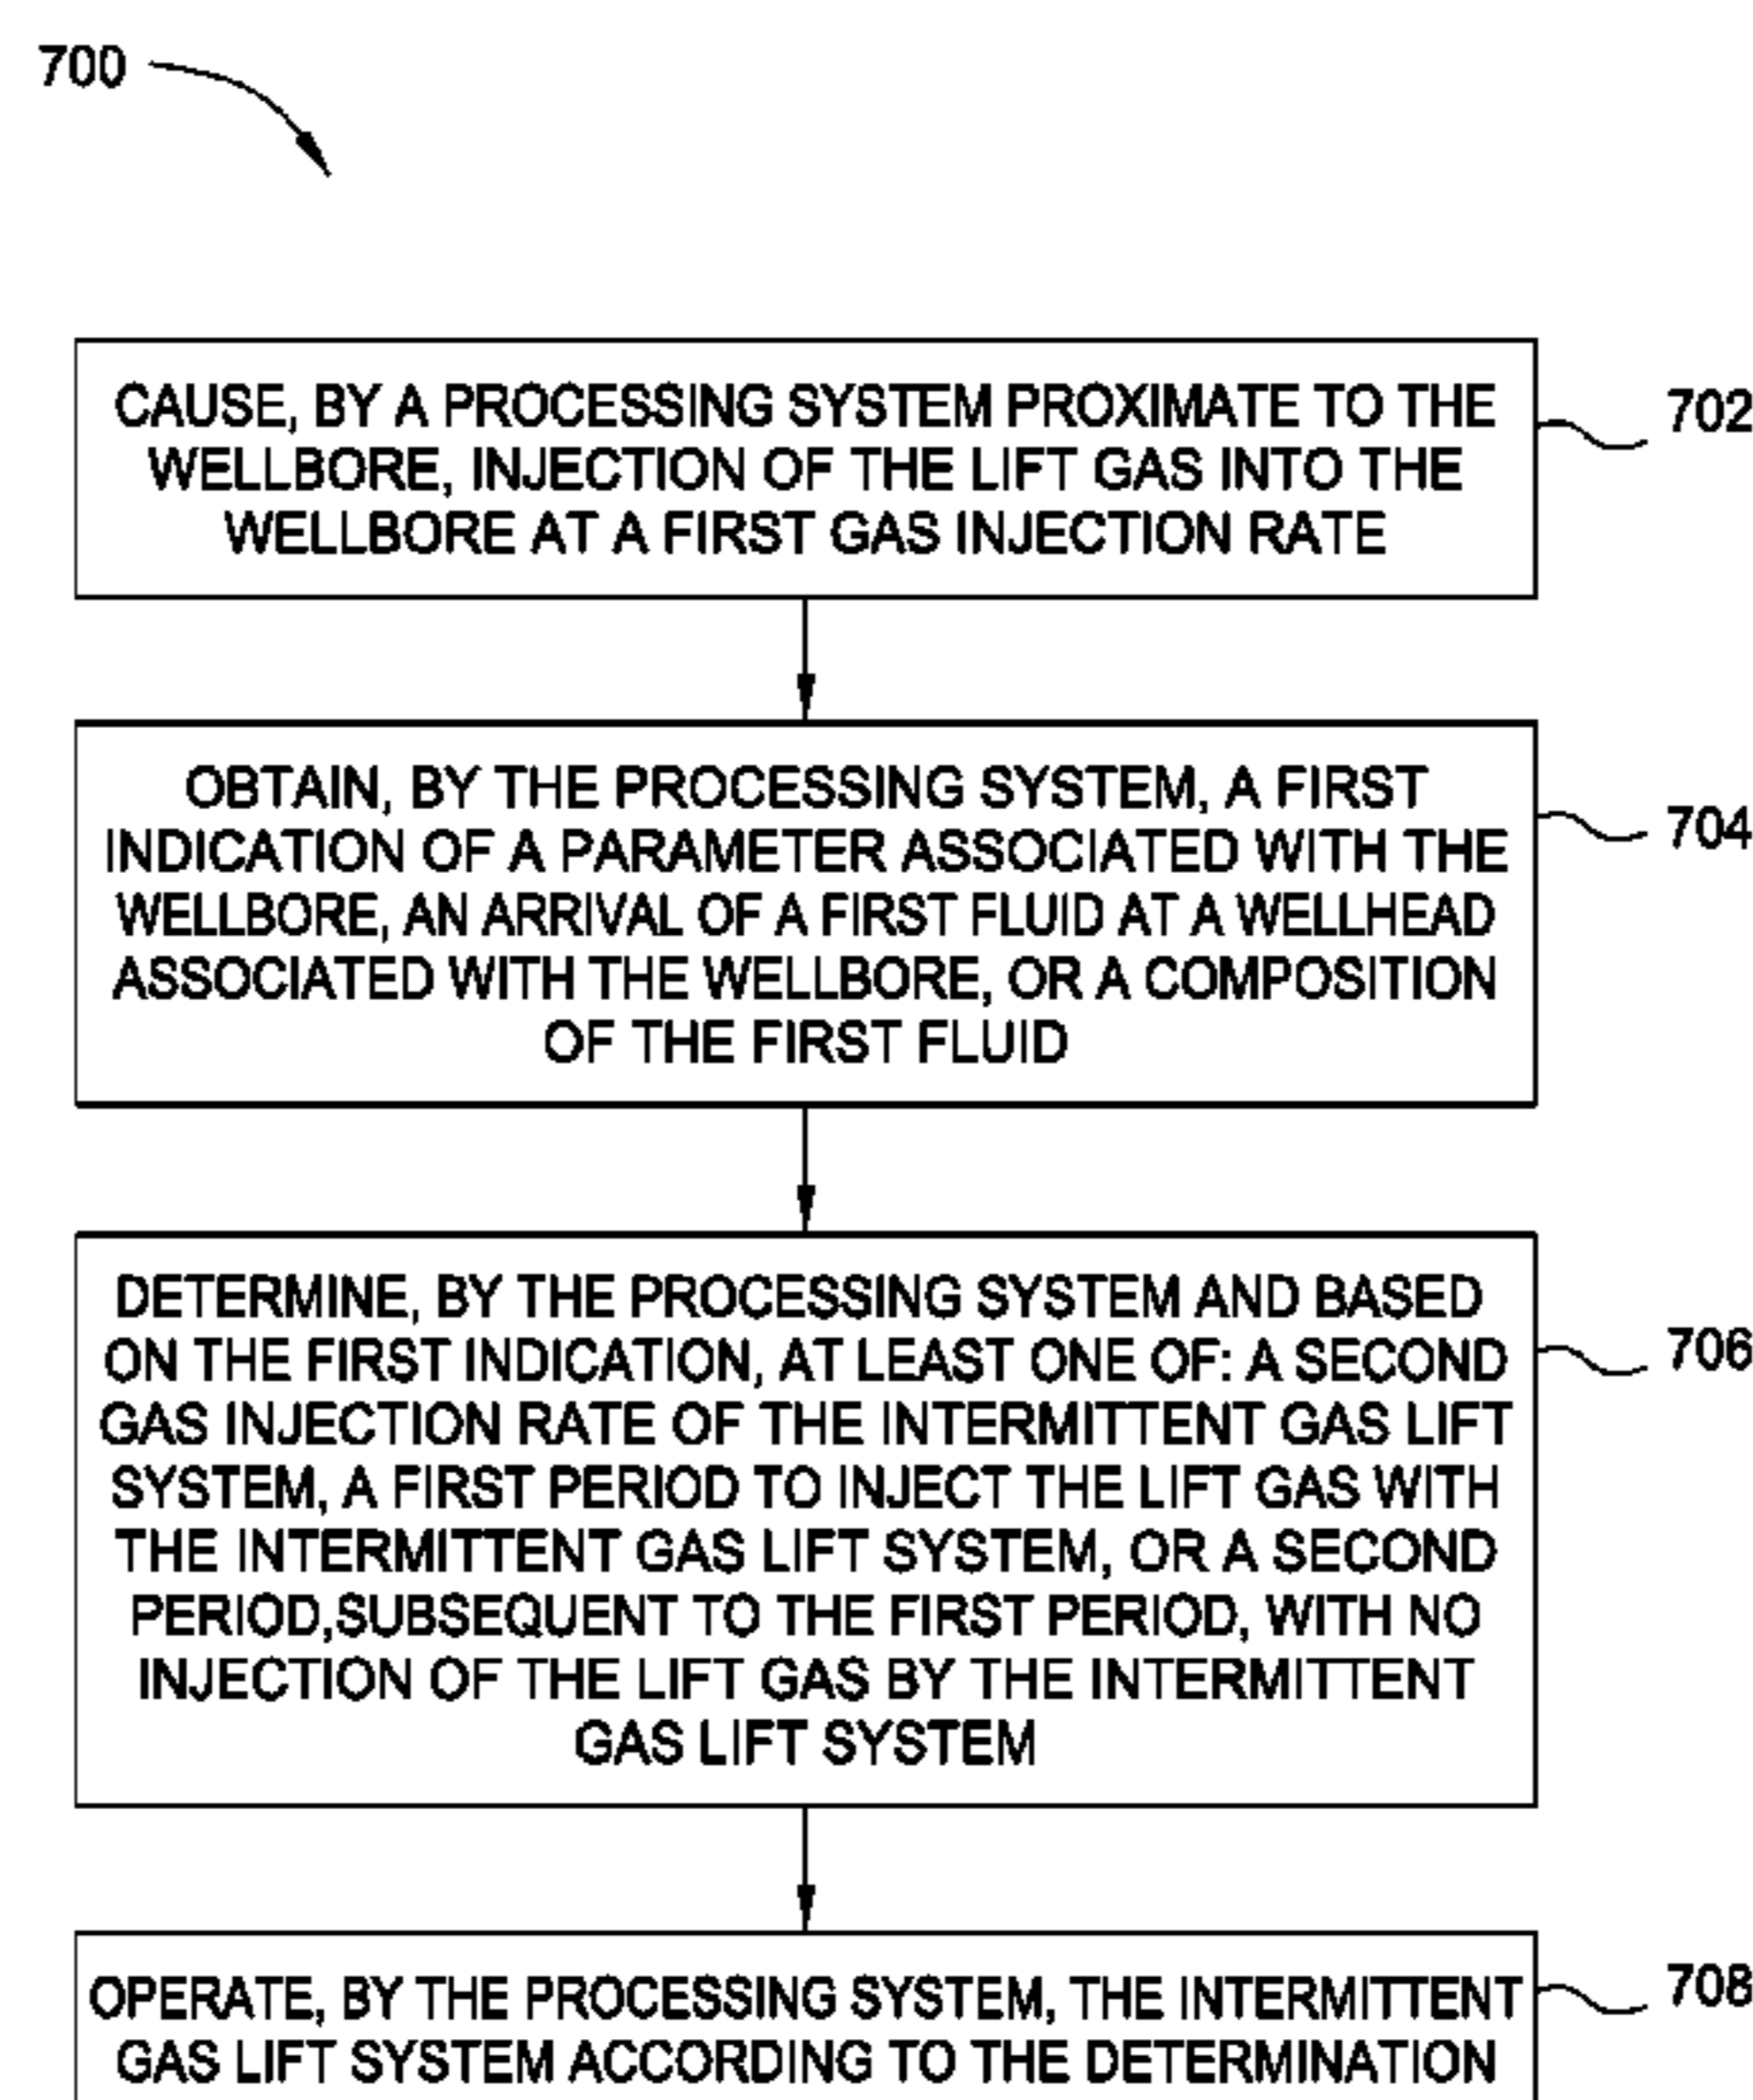 700
CAUSE, BY A PROCESSING SYSTEM PROXIMATE TO THE
WELLBORE, INJECTION OF THE LIFT GAS INTO THE
WELLBORE AT A FIRST GAS INJECTION RATE
702
OBTAIN, BY THE PROCESSING SYSTEM, A FIRST
INDICATION OF A PARAMETER ASSOCIATED WITH THE
WELLBORE, AN ARRIVAL OF A FIRST FLUID AT A WELLHEAD
ASSOCIATED WITH THE WELLBORE, OR A COMPOSITION
OF THE FIRST FLUID
704
DETERMINE, BY THE PROCESSING SYSTEM AND BASED
ON THE FIRST INDICATION, AT LEAST ONE OF: A SECOND
GAS INJECTION RATE OF THE INTERMITTENT GAS LIFT
SYSTEM, A FIRST PERIOD TO INJECT THE LIFT GAS WITH
THE INTERMITTENT GAS LIFT SYSTEM, OR A SECOND
PERIOD,SUBSEQUENT TO THE FIRST PERIOD, WITH NO
INJECTION OF THE LIFT GAS BY THE INTERMITTENT
GAS LIFT SYSTEM
706
OPERATE, BY THE PROCESSING SYSTEM, THE INTERMITTENT
GAS LIFT SYSTEM ACCORDING TO THE DETERMINATION
708